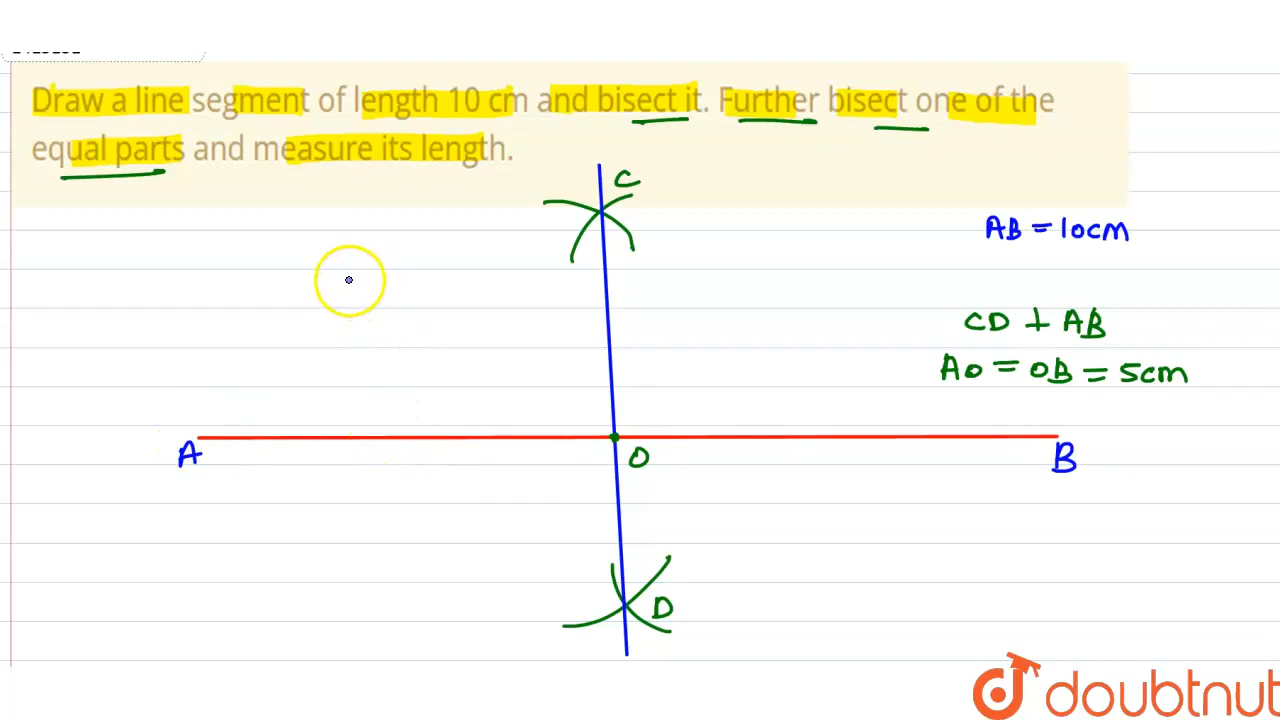 Draw a line segment of length 10 cm and bisect it. Further bisect one of the
equal parts and measure its length.
C
AB = 10cm
CD ⊥ AB
AO = OB = 5cm
A
O
B
D
doubtnut